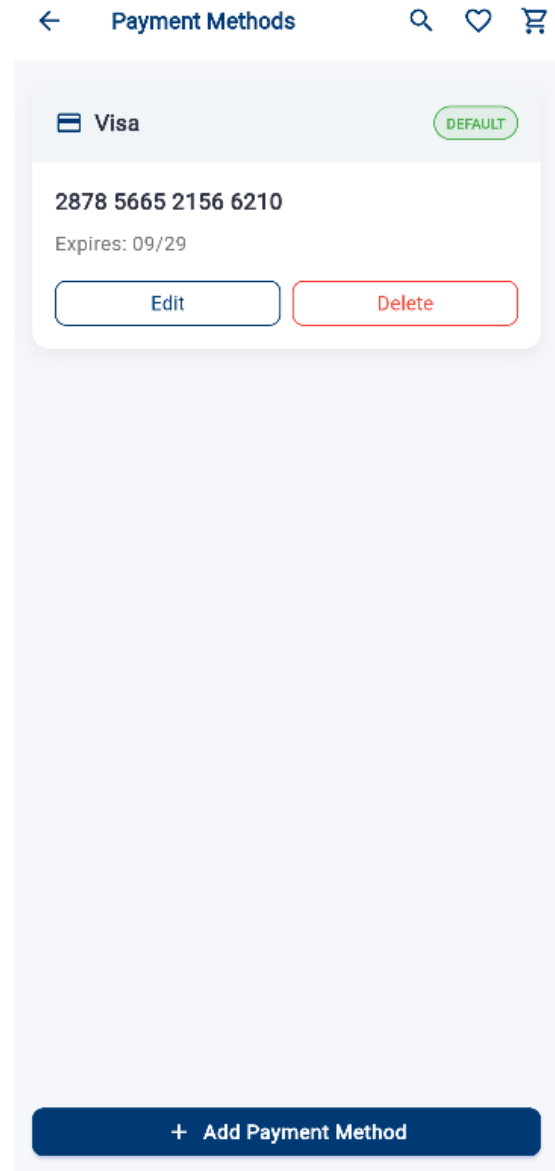 Payment Methods
Visa
DEFAULT
2878 5665 2156 6210
Expires: 09/29
Edit
Delete
+ Add Payment Method